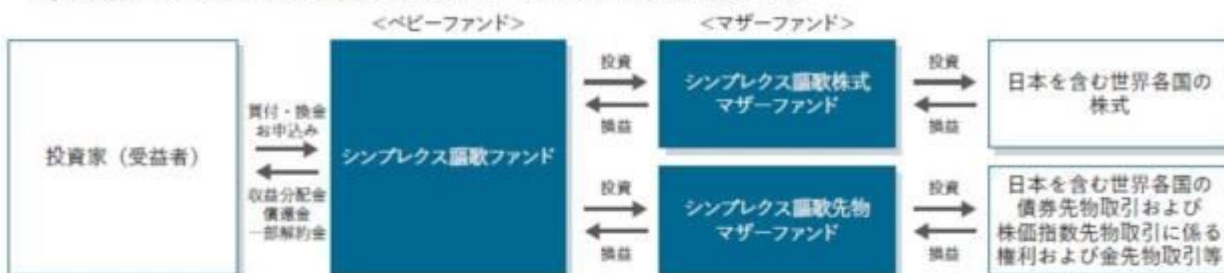 <ベビーファンド>
<マザーファンド>
投資家（受益者）
買付・換金
お申込み
収益分配金
償還金
一部解約金
シンプレクス謳歌ファンド
投資
損益
投資
損益
シンプレクス謳歌株式
マザーファンド
シンプレクス謳歌先物
マザーファンド
投資
損益
投資
損益
日本を含む世界各国の
株式
日本を含む世界各国の
債券先物取引および
株価指数先物取引に係る
権利および金先物取引等